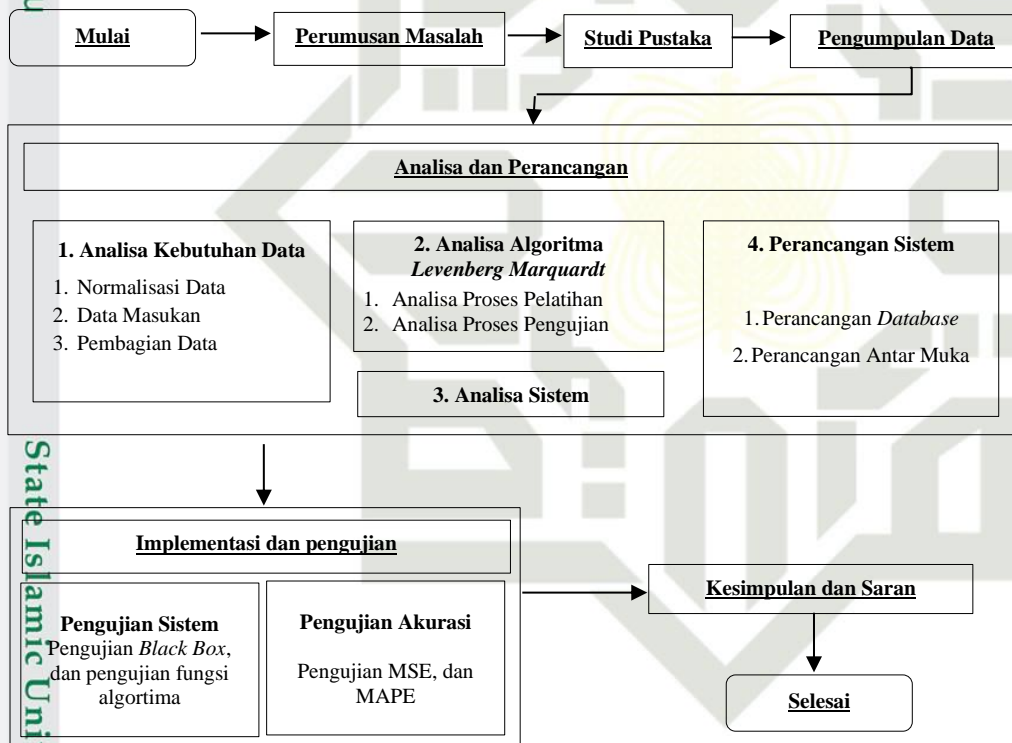 Mulai
Perumusan Masalah
Studi Pustaka
Pengumpulan Data
Analisa dan Perancangan
1. Analisa Kebutuhan Data
1. Normalisasi Data
2. Data Masukan
3. Pembagian Data
2. Analisa Algoritma
Levenberg Marquardt
1. Analisa Proses Pelatihan
2. Analisa Proses Pengujian
3. Analisa Sistem
4. Perancangan Sistem
1. Perancangan Database
2. Perancangan Antar Muka
Implementasi dan pengujian
Pengujian Sistem
Pengujian Black Box,
dan pengujian fungsi
algortima
Pengujian Akurasi
Pengujian MSE, dan
MAPE
Kesimpulan dan Saran
Selesai
State Islamic Uni